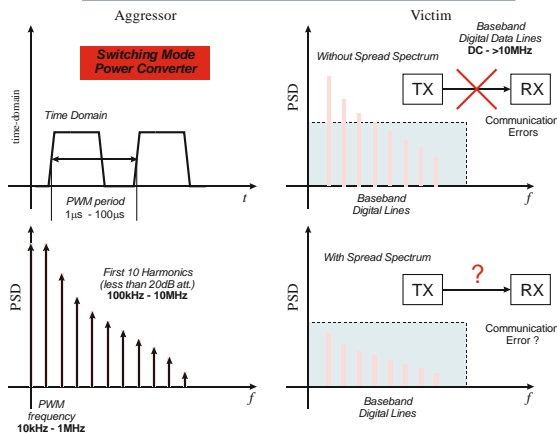 Aggressor
Switching Mode
Power Converter
time-domain
Time Domain
PWM period
1µs - 100µs
t
PSD
First 10 Harmonics
(less than 20dB att.)
100kHz - 10MHz
PWM
frequency
10kHz - 1MHz
f
Victim
Baseband
Digital Data Lines
DC - >10MHz
Without Spread Spectrum
PSD
TX
RX
Communication
Errors
Baseband
Digital Lines
f
With Spread Spectrum
PSD
TX
?
RX
Communication
Error ?
Baseband
Digital Lines
f